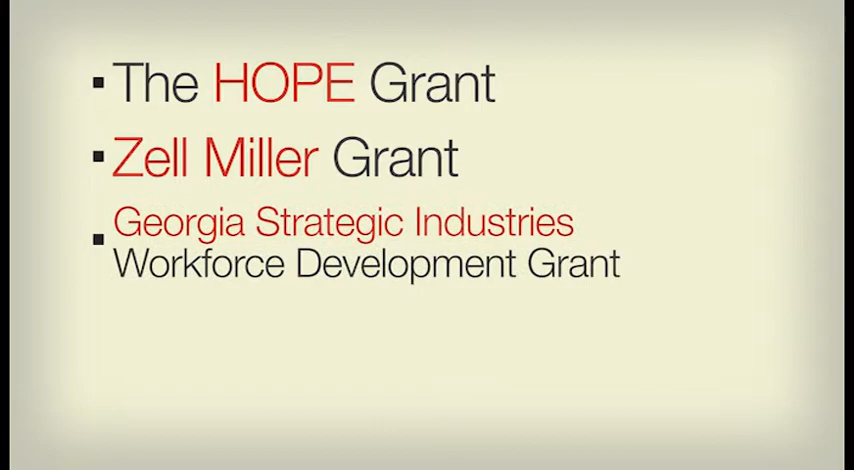 ▪ The HOPE Grant
▪ Zell Miller Grant
▪ Georgia Strategic Industries
Workforce Development Grant